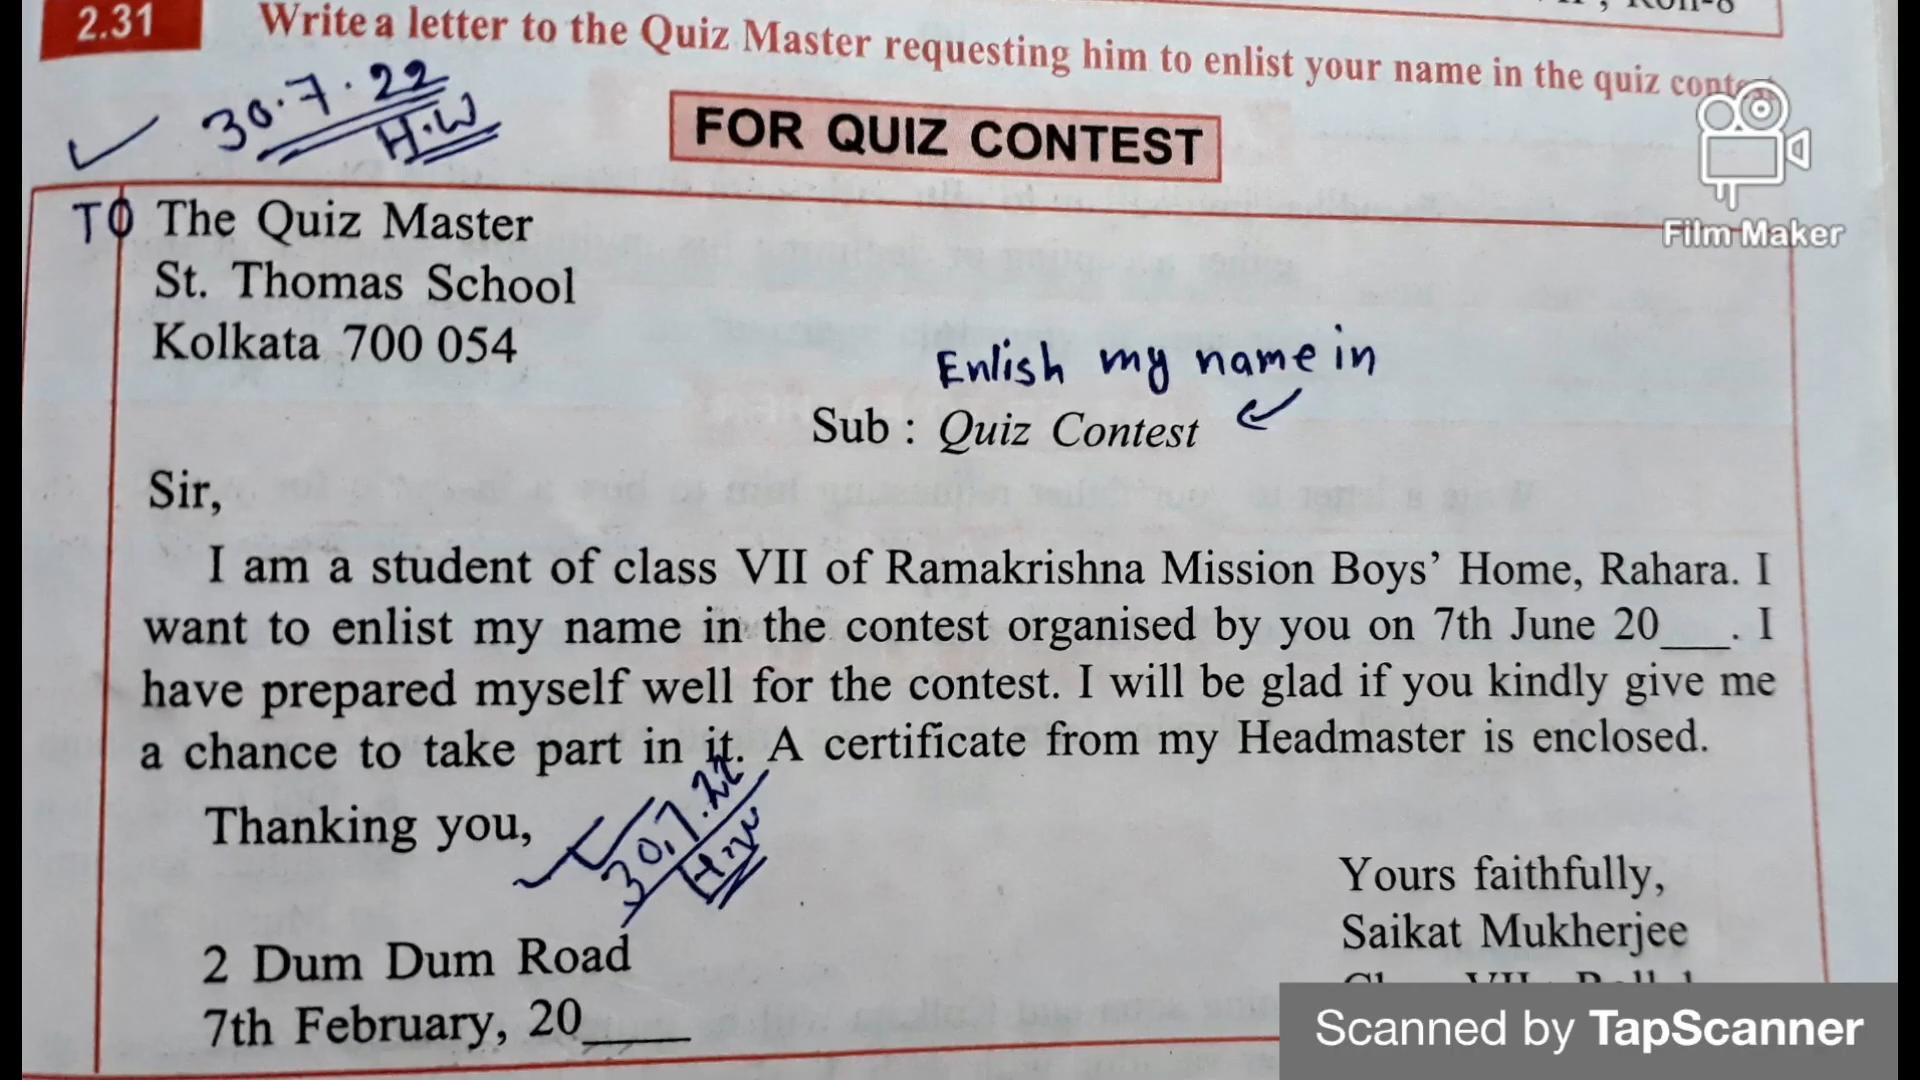 2.31 Write a letter to the Quiz Master requesting him to enlist your name in the quiz contest
30.7.22
H.W
FOR QUIZ CONTEST
Film Maker
TO The Quiz Master
St. Thomas School
Kolkata 700 054
Enlish my name in
Sub : Quiz Contest
Sir,
I am a student of class VII of Ramakrishna Mission Boys' Home, Rahara. I
want to enlist my name in the contest organised by you on 7th June 20___. I
have prepared myself well for the contest. I will be glad if you kindly give me
a chance to take part in it. A certificate from my Headmaster is enclosed.
Thanking you,
30.7.22
H.W
Yours faithfully,
Saikat Mukherjee
2 Dum Dum Road
7th February, 20____
Scanned by TapScanner